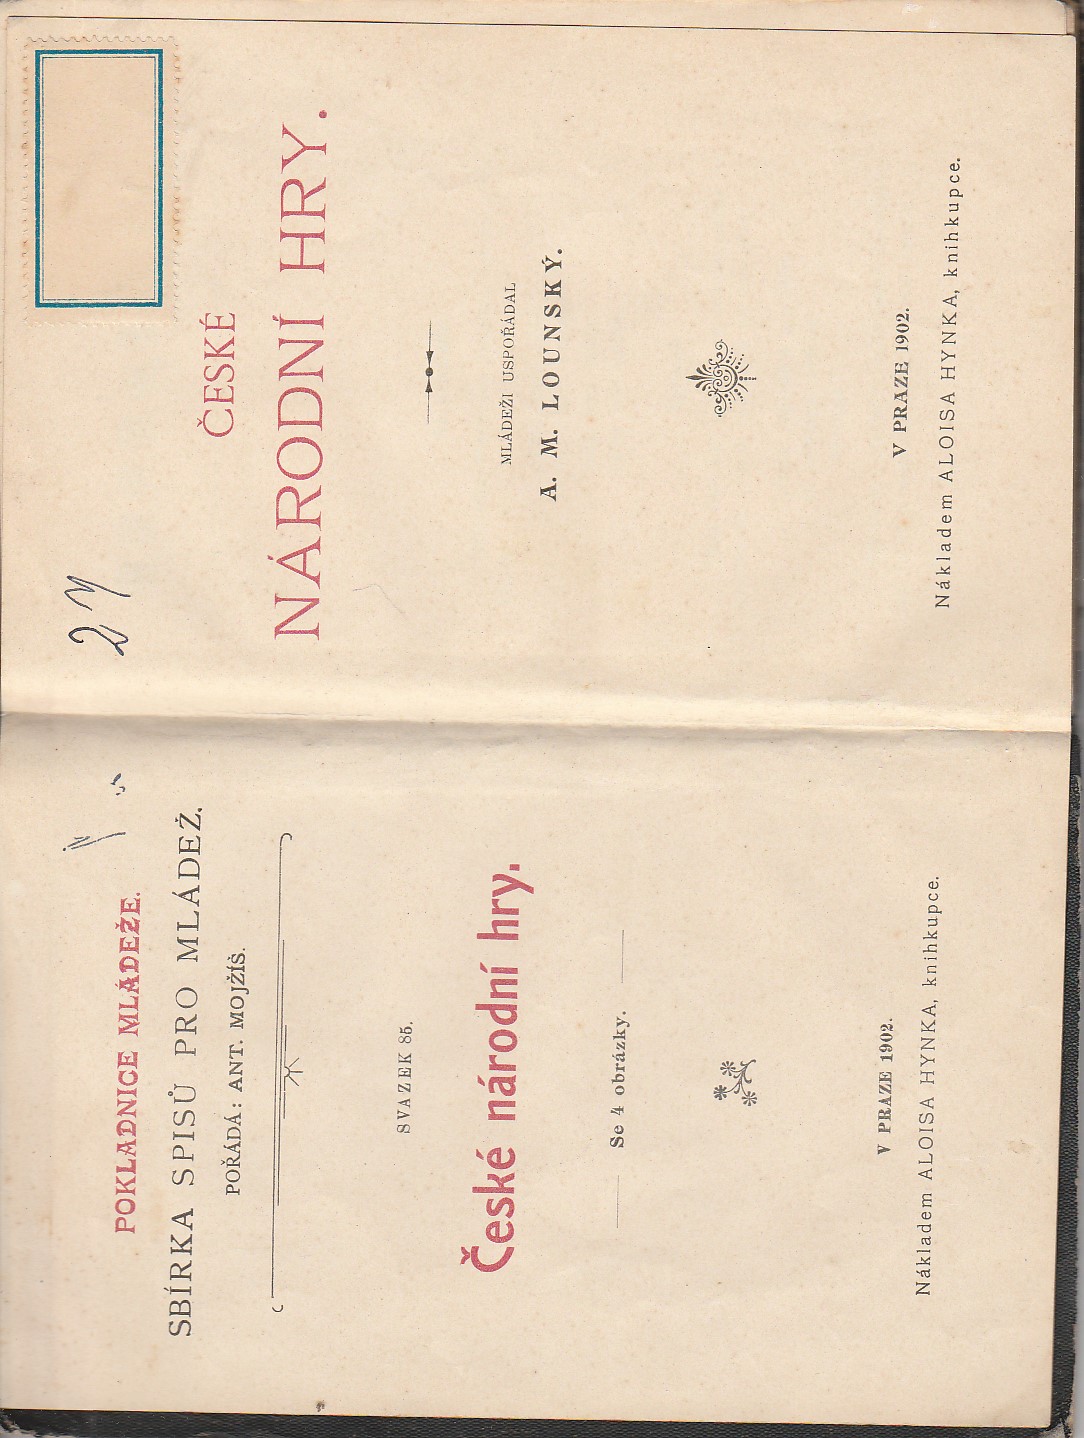 POKLADNICE MLÁDEŽE.
SBÍRKA SPISŮ PRO MLÁDEŽ.
POŘÁDÁ: ANT. MOJŽÍŠ.
SVAZEK 85.
České národní hry.
Se 4 obrázky.
V PRAZE 1902.
Nákladem ALOISA HYNKA, knihkupce.
ČESKÉ
NÁRODNÍ HRY.
MLÁDEŽI USPOŘÁDAL
A. M. LOUNSKÝ.
V PRAZE 1902.
Nákladem ALOISA HYNKA, knihkupce.